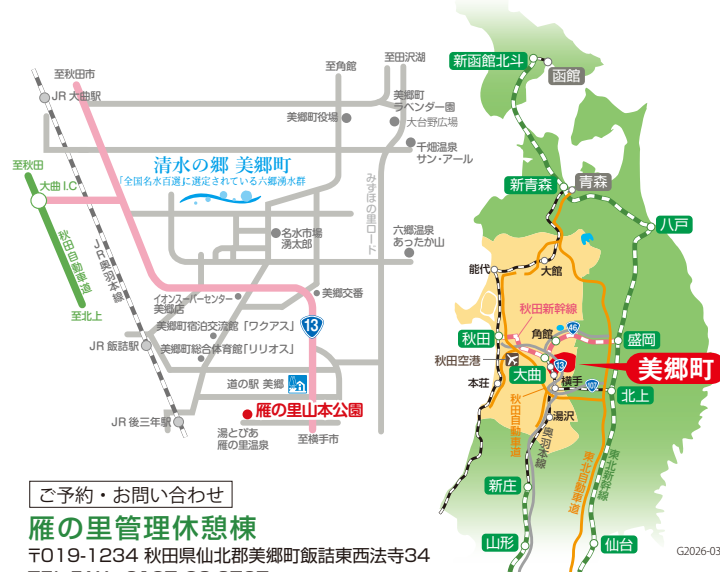 至秋田市
JR 大曲駅
至秋田
大曲 I.C
秋田自動車道
JR奥羽本線
至北上
至角館
至田沢湖
美郷町
ラベンダー園
美郷町役場
大台野広場
千畑温泉
サン・アール
清水の郷 美郷町
「全国名水百選」に選定されている六郷湧水群
みずほの里ロード
名水市場
湧太郎
六郷温泉
あったか山
イオンスーパーセンター
美郷店
美郷交番
13
美郷町宿泊交流館「ワクアス」
JR 飯詰駅
美郷町総合体育館「リリオス」
道の駅 美郷
雁の里山本公園
JR 後三年駅
湯とぴあ
雁の里温泉
至横手市
新函館北斗
函館
新青森
青森
八戸
能代
大館
秋田新幹線
46
秋田
角館
盛岡
秋田空港
大曲
13
美郷町
本荘
横手
107
北上
秋田自動車道
湯沢
奥羽本線
東北自動車道
東北新幹線
新庄
山形
仙台
G2026-03
ご予約・お問い合わせ
雁の里管理休憩棟
〒019-1234 秋田県仙北郡美郷町飯詰東西法寺34